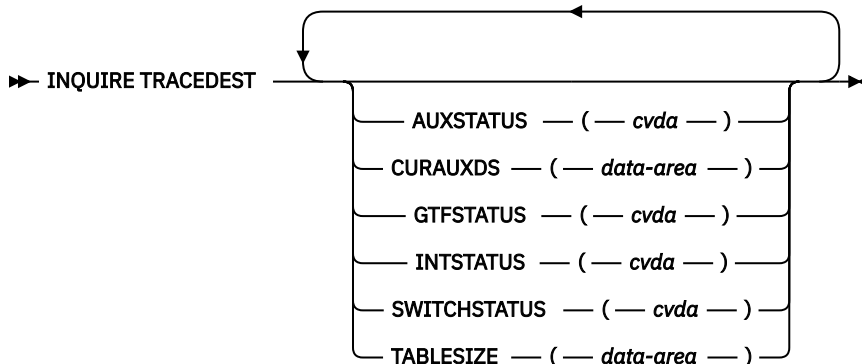 INQUIRE TRACEDEST
AUXSTATUS ( cvda )
CURAUXDS ( data-area )
GTFSTATUS ( cvda )
INTSTATUS ( cvda )
SWITCHSTATUS ( cvda )
TABLESIZE ( data-area )